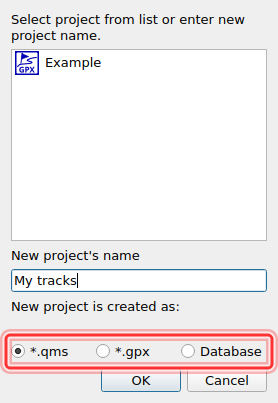 Select project from list or enter new
project name.
GPX Example
New project's name
My tracks
New project is created as:
*.qms *.gpx Database
OK Cancel